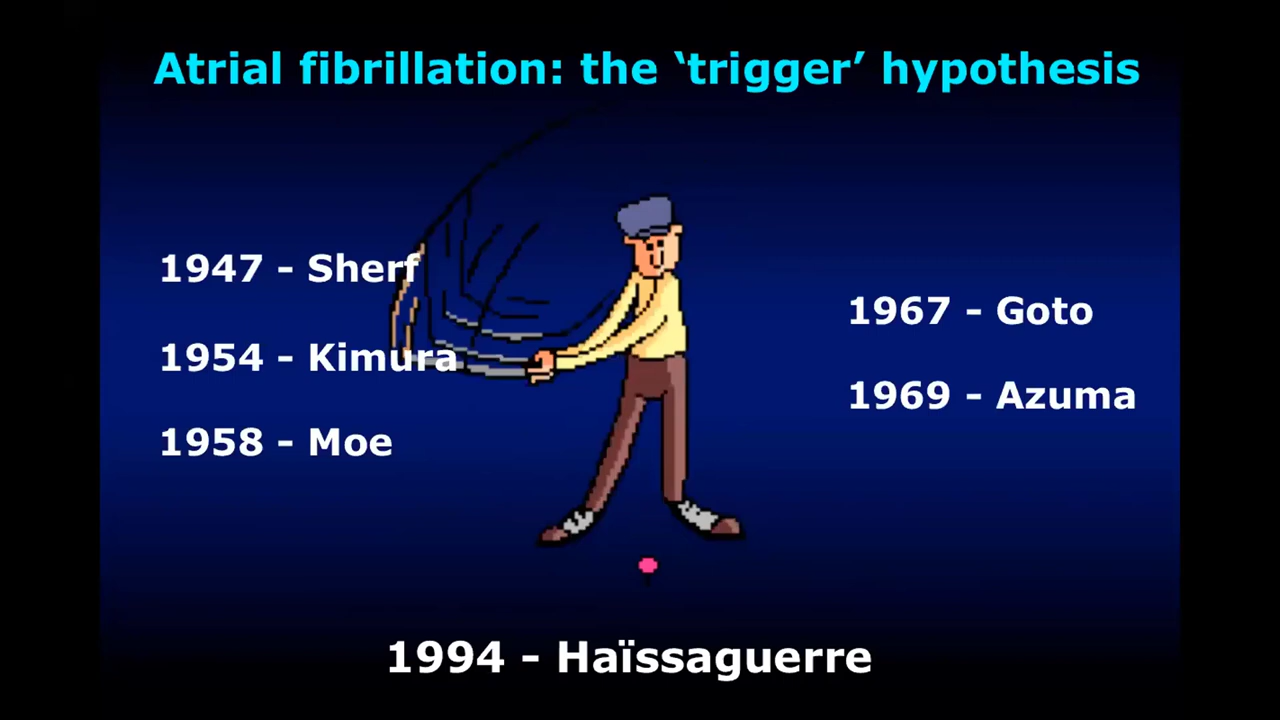 Atrial fibrillation: the ‘trigger’ hypothesis
1947 - Sherf
1954 - Kimura
1958 - Moe
1967 - Goto
1969 - Azuma
1994 - Haïssaguerre